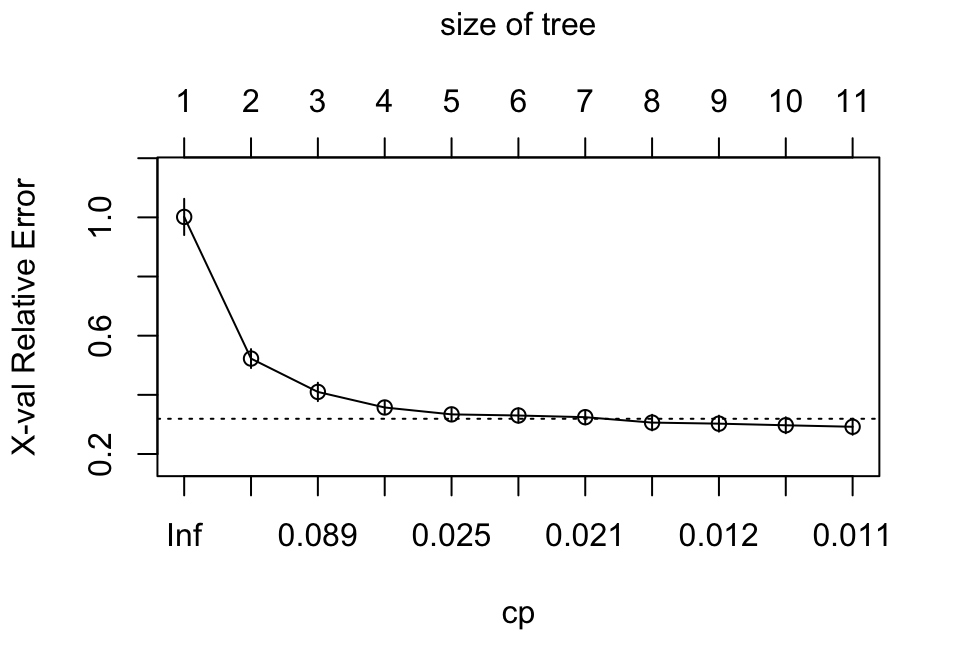 size of tree
1 2 3 4 5 6 7 8 9 10 11
X-val Relative Error
1.0
0.6
0.2
Inf 0.089 0.025 0.021 0.012 0.011
cp